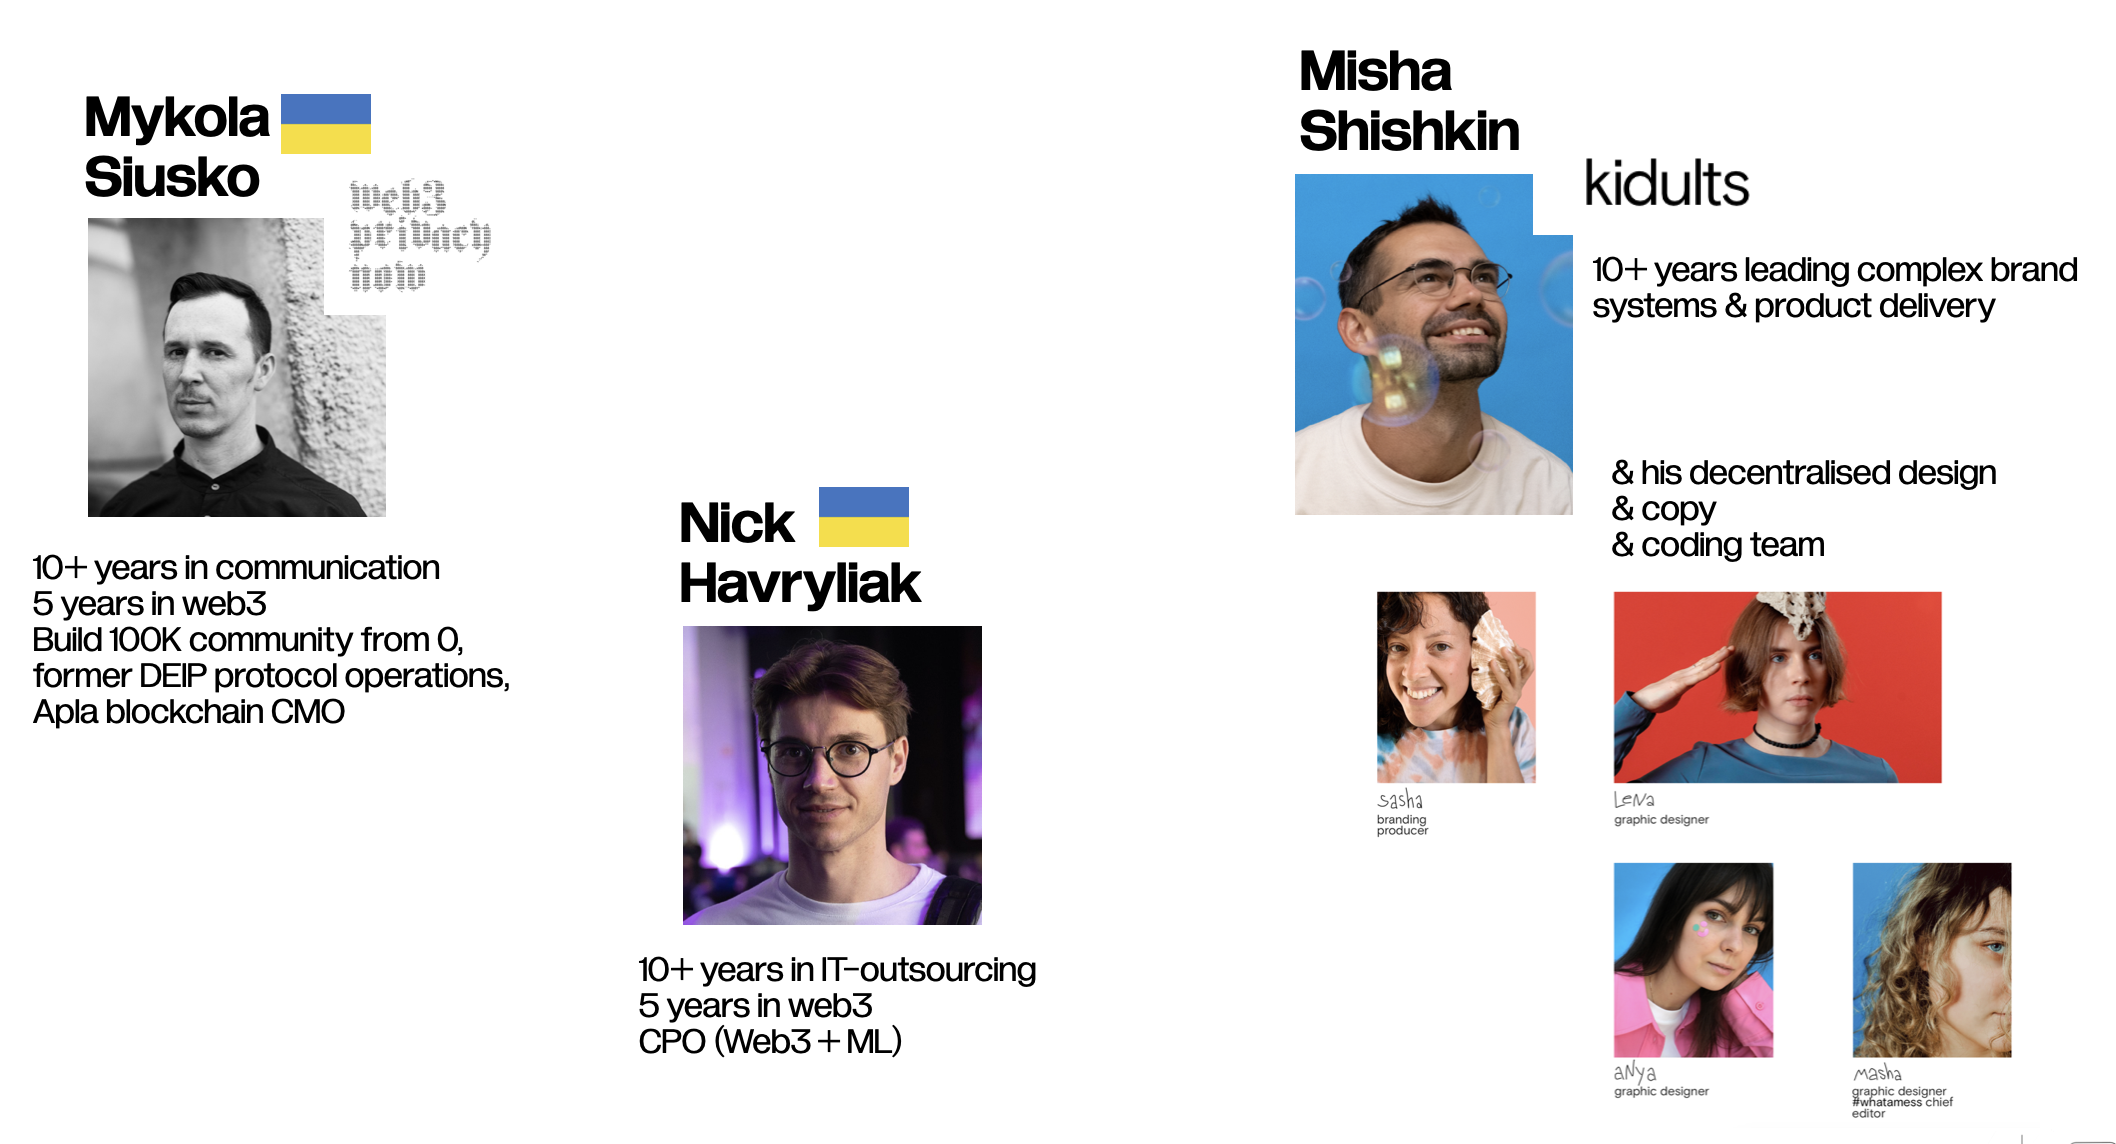 Mykola
Siusko
web3
privacy
now
10+ years in communication
5 years in web3
Build 100K community from 0,
former DEIP protocol operations,
Apla blockchain CMO
Nick
Havryliak
10+ years in IT-outsourcing
5 years in web3
CPO (Web3 + ML)
Misha
Shishkin
kidults
10+ years leading complex brand
systems & product delivery
& his decentralised design
& copy
& coding team
sasha
branding
producer
LeNa
graphic designer
aNya
graphic designer
masha
graphic designer
#whatamess chief
editor